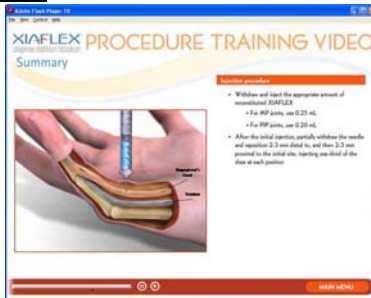 Adobe Flash Player 10
File View Control Help
XIAFLEX PROCEDURE TRAINING VIDEO
Summary
Injection procedure
• Withdraw and inject the appropriate amount of
reconstituted XIAFLEX
• For MP joints, use 0.25 mL
• For PIP joints, use 0.20 mL
• After the initial injection, partially withdraw the needle
and reposition 2-3 mm distal to, and then 2-3 mm
proximal to the initial site, injecting one-third of the
dose at each position
Dupuytren's
Cord
Tendon
MAIN MENU